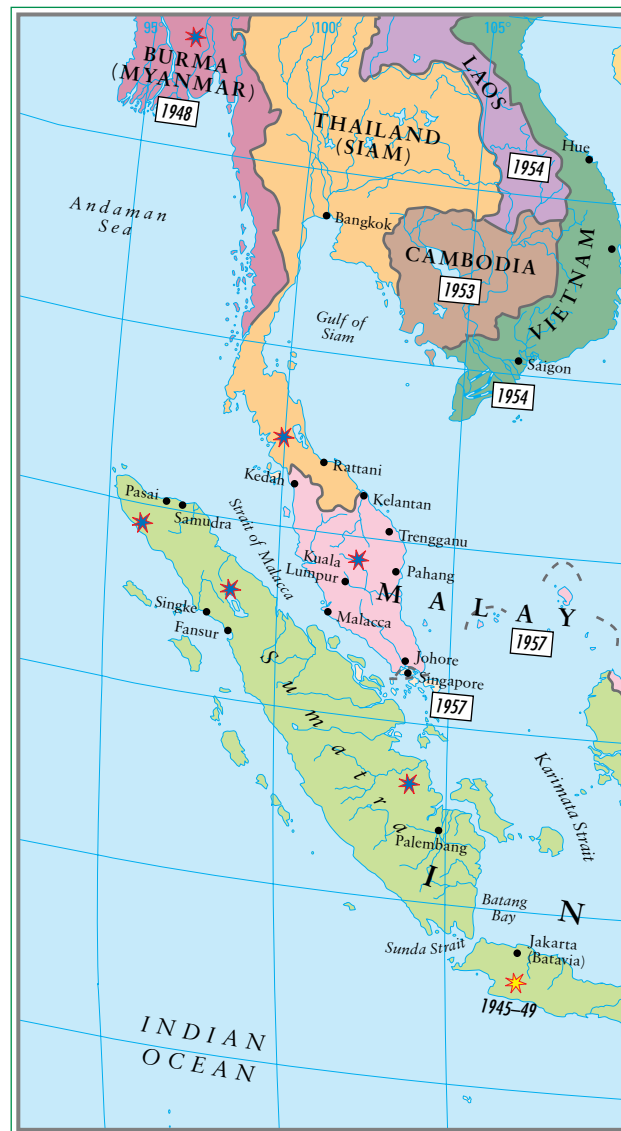 95°
100°
105°
BURMA
(MYANMAR)
1948
LAOS
THAILAND
(SIAM)
Hue
1954
Andaman
Sea
Bangkok
CAMBODIA
1953
VIETNAM
Gulf of
Siam
Saigon
1954
Rattani
Kedah
Kelantan
Pasai
Samudra
Strait of Malacca
Trengganu
Kuala
Lumpur
Pahang
MALAY
Singke
Malacca
Fansur
1957
Johore
Singapore
1957
Sumatra
Karimata Strait
Palembang
I N
Batang
Bay
Sunda Strait
Jakarta
(Batavia)
1945–49
INDIAN
OCEAN